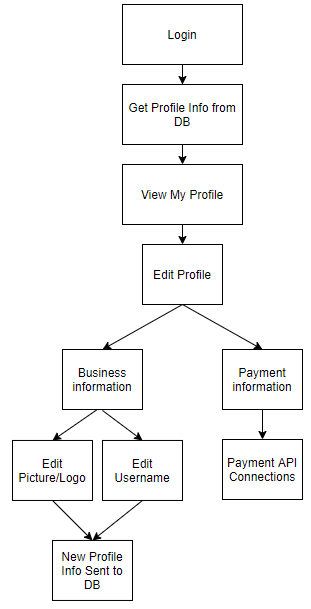 Login
Get Profile Info from
DB
View My Profile
Edit Profile
Business
information
Payment
information
Edit
Picture/Logo
Edit
Username
Payment API
Connections
New Profile
Info Sent to
DB